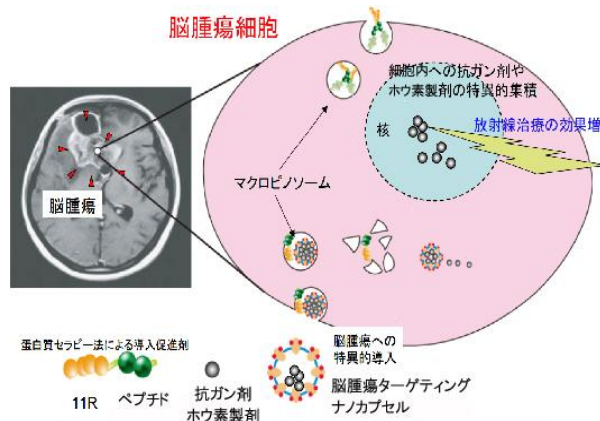 脳腫瘍細胞
細胞内への抗ガン剤や
ホウ素製剤の特異的集積
核
放射線治療の効果増
マクロピノソーム
脳腫瘍
蛋白質セラピー法による導入促進剤
11R
ペプチド
抗ガン剤
ホウ素製剤
脳腫瘍への
特異的導入
脳腫瘍ターゲティング
ナノカプセル